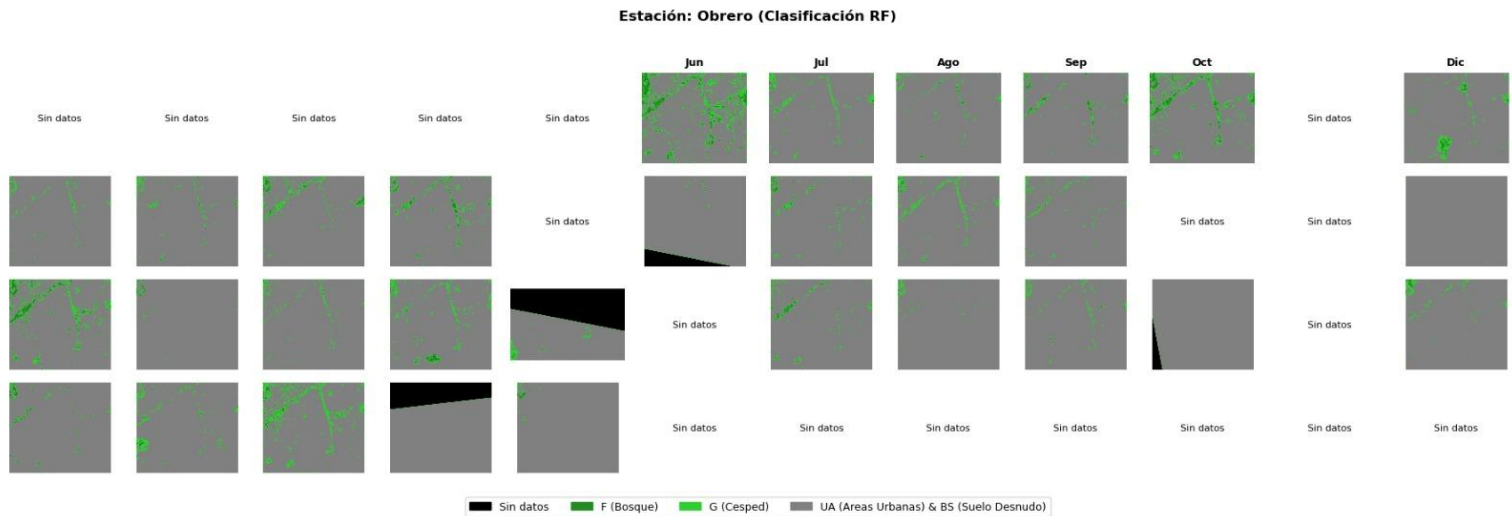 Estación: Obrero (Clasificación RF)
Jun Jul Ago Sep Oct Dic
Sin datos Sin datos Sin datos Sin datos Sin datos Sin datos
Sin datos Sin datos Sin datos
Sin datos Sin datos
Sin datos Sin datos Sin datos Sin datos Sin datos Sin datos Sin datos
Sin datos F (Bosque) G (Cesped) UA (Areas Urbanas) & BS (Suelo Desnudo)